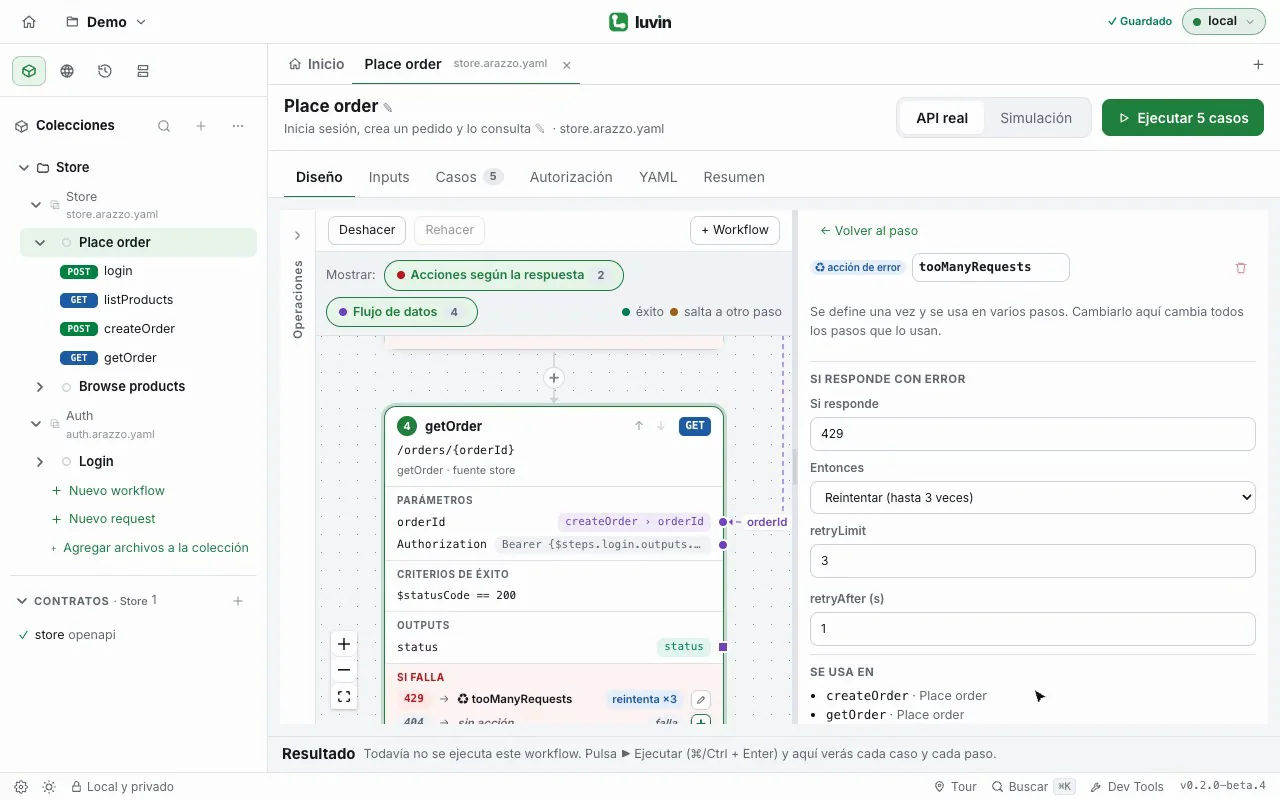 Demo
luvin
Guardado
local
Inicio
Place order store.arazzo.yaml
Colecciones
Place order
Inicia sesión, crea un pedido y lo consulta · store.arazzo.yaml
API real
Simulación
Ejecutar 5 casos
Store
Store
store.arazzo.yaml
Place order
POST login
GET listProducts
POST createOrder
GET getOrder
Browse products
Auth
auth.arazzo.yaml
Login
+ Nuevo workflow
+ Nuevo request
+ Agregar archivos a la colección
CONTRATOS · Store 1
store openapi
Diseño
Inputs
Casos 5
Autorización
YAML
Resumen
Operaciones
Deshacer
Rehacer
+ Workflow
Mostrar:
Acciones según la respuesta 2
Flujo de datos 4
éxito
salta a otro paso
4 getOrder
GET
/orders/{orderId}
getOrder · fuente store
PARÁMETROS
orderId createOrder › orderId
orderId
Authorization Bearer {$steps.login.outputs.…
CRITERIOS DE ÉXITO
$statusCode == 200
OUTPUTS
status status
SI FALLA
429 → tooManyRequests reintenta ×3
404 → sin acción falla
← Volver al paso
acción de error
tooManyRequests
Se define una vez y se usa en varios pasos. Cambiarlo aquí cambia todos
los pasos que lo usan.
SI RESPONDE CON ERROR
Si responde
429
Entonces
Reintentar (hasta 3 veces)
retryLimit
3
retryAfter (s)
1
SE USA EN
• createOrder · Place order
• getOrder · Place order
Resultado Todavía no se ejecuta este workflow. Pulsa ▶ Ejecutar (⌘/Ctrl + Enter) y aquí verás cada caso y cada paso.
Local y privado
Tour
Buscar ⌘K
Dev Tools
v0.2.0-beta.4